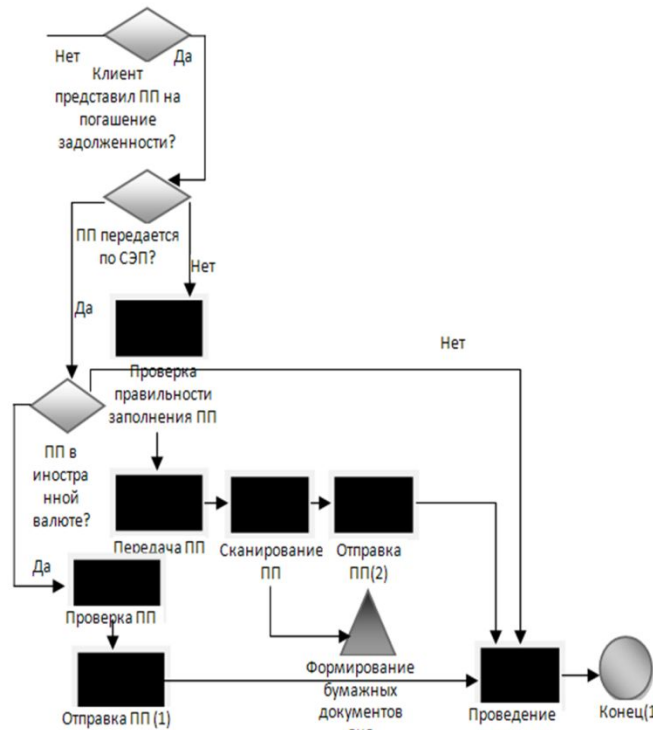 Нет
Да
Клиент
представил ПП на
погашение
задолженности?
ПП передается
по СЭП?
Нет
Да
Проверка
правильности
заполнения ПП
Нет
ПП в
иностра
нной
валюте?
Передача ПП
Сканирование
ПП
Отправка
ПП(2)
Да
Проверка ПП
Формирование
бумажных
документов
Отправка ПП (1)
Проведение
Конец(1